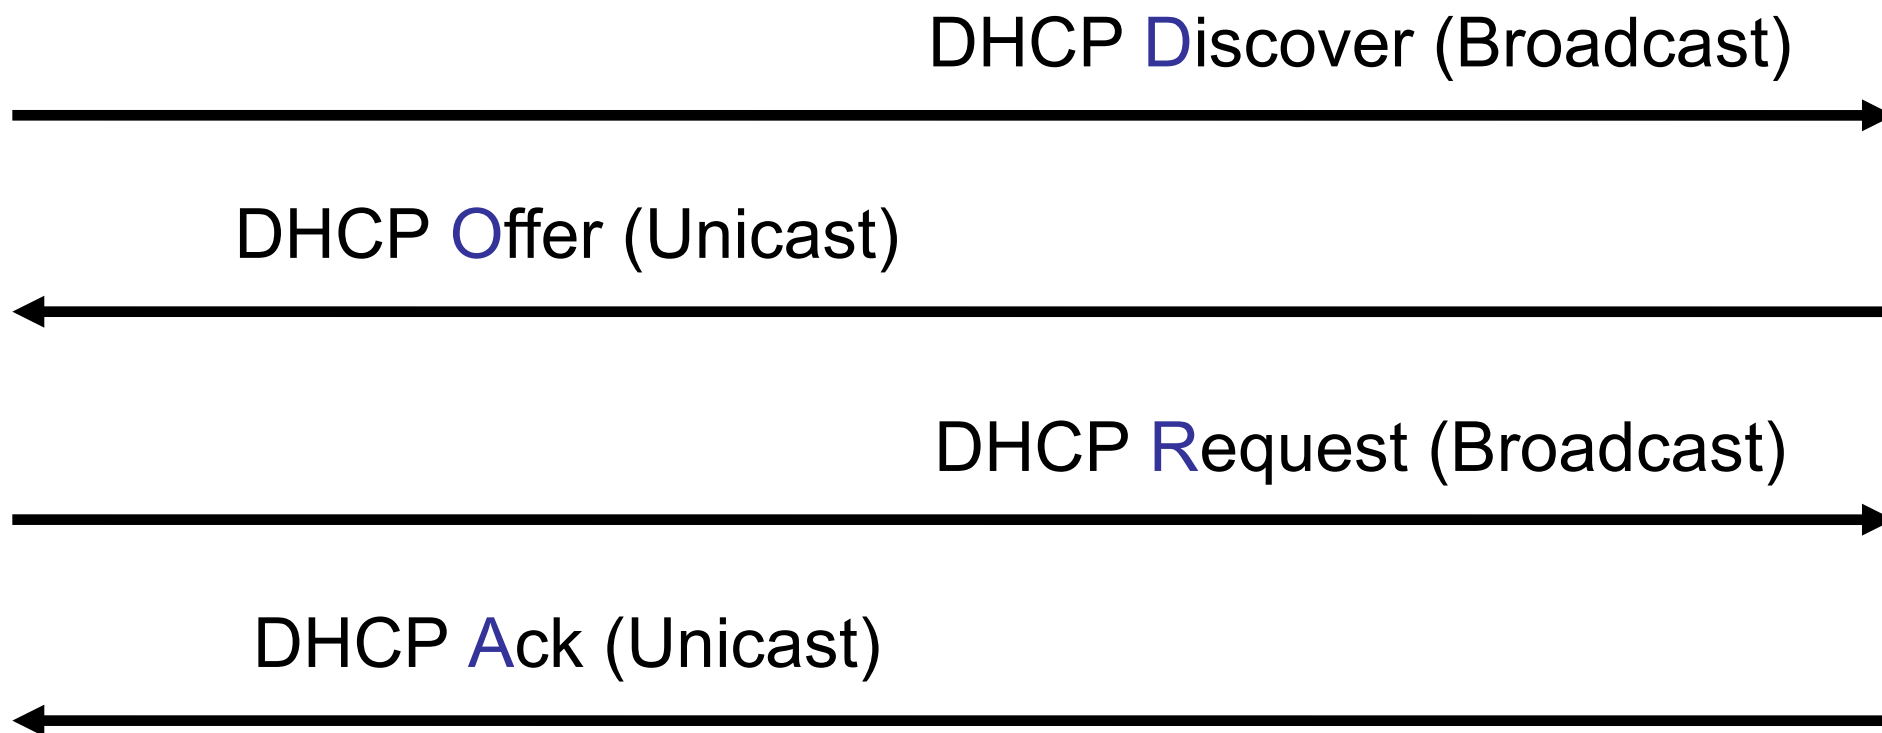 DHCP Discover (Broadcast)
DHCP Offer (Unicast)
DHCP Request (Broadcast)
DHCP Ack (Unicast)